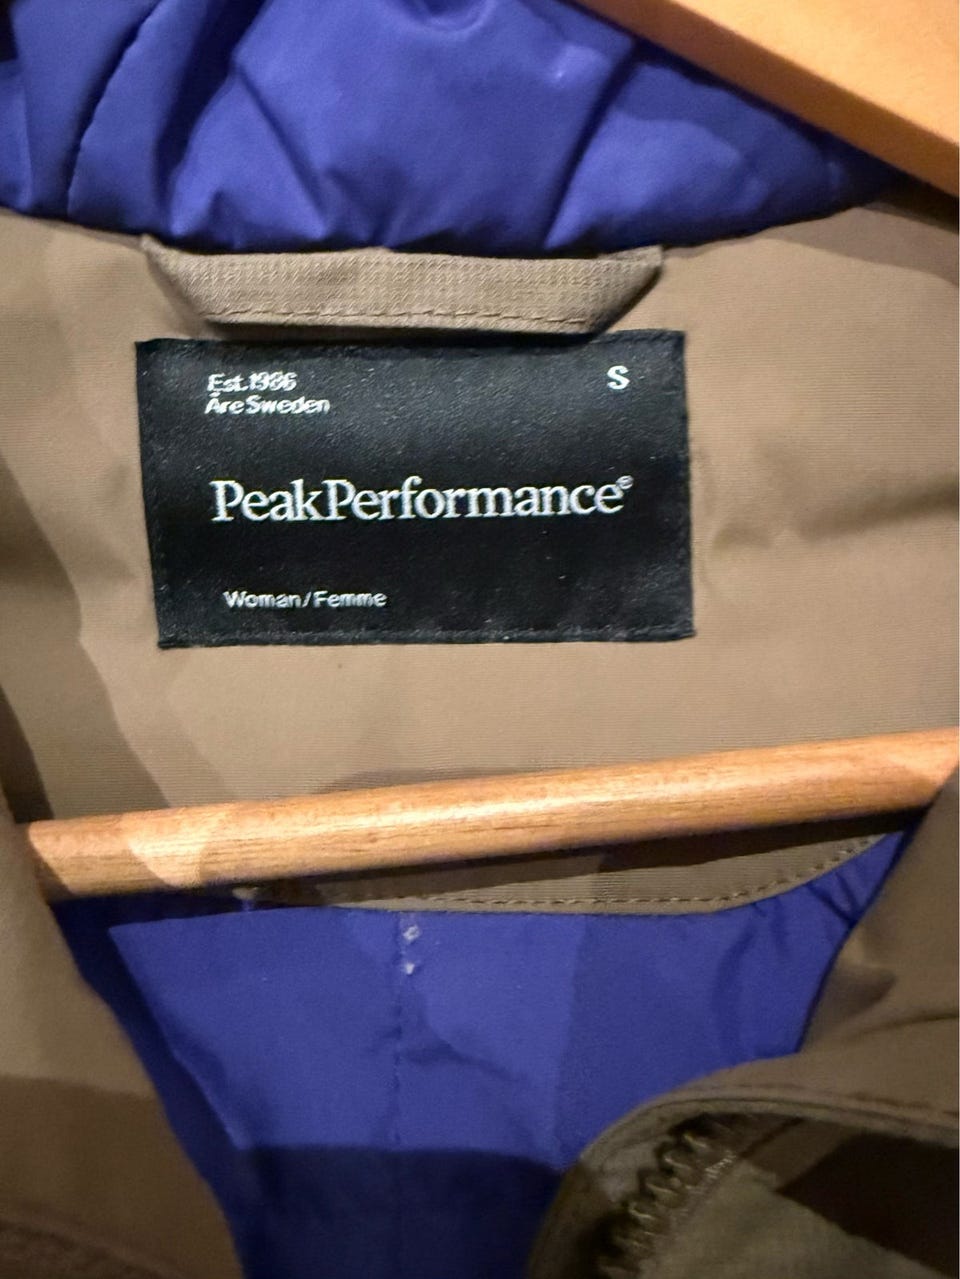 Est.1986
Åre Sweden
S
PeakPerformance®
Woman/Femme